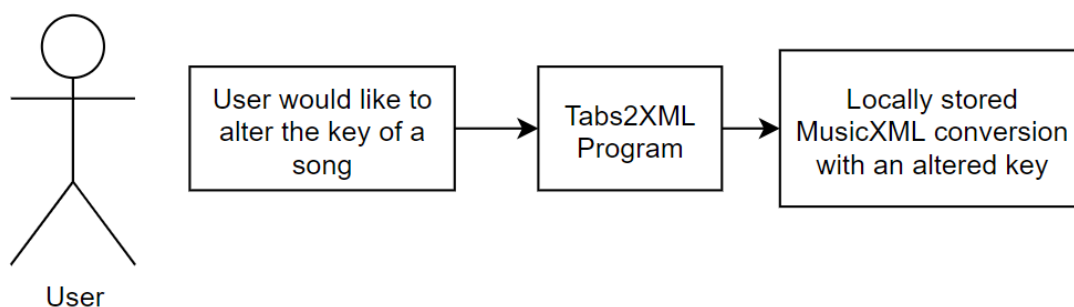 User would like to
alter the key of a
song
Tabs2XML
Program
Locally stored
MusicXML conversion
with an altered key
User